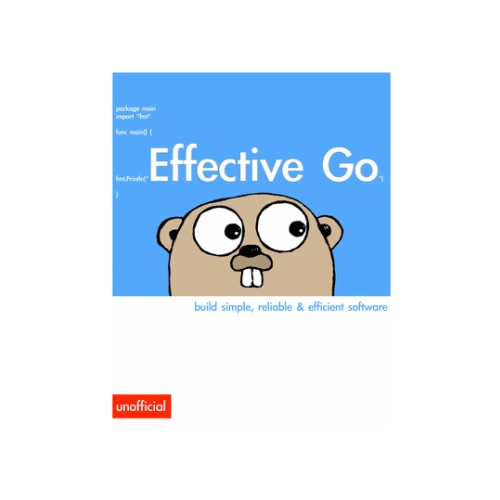 package main
import "fmt"
func main() {
fmt.Println("Effective Go")
}
build simple, reliable & efficient software
unofficial